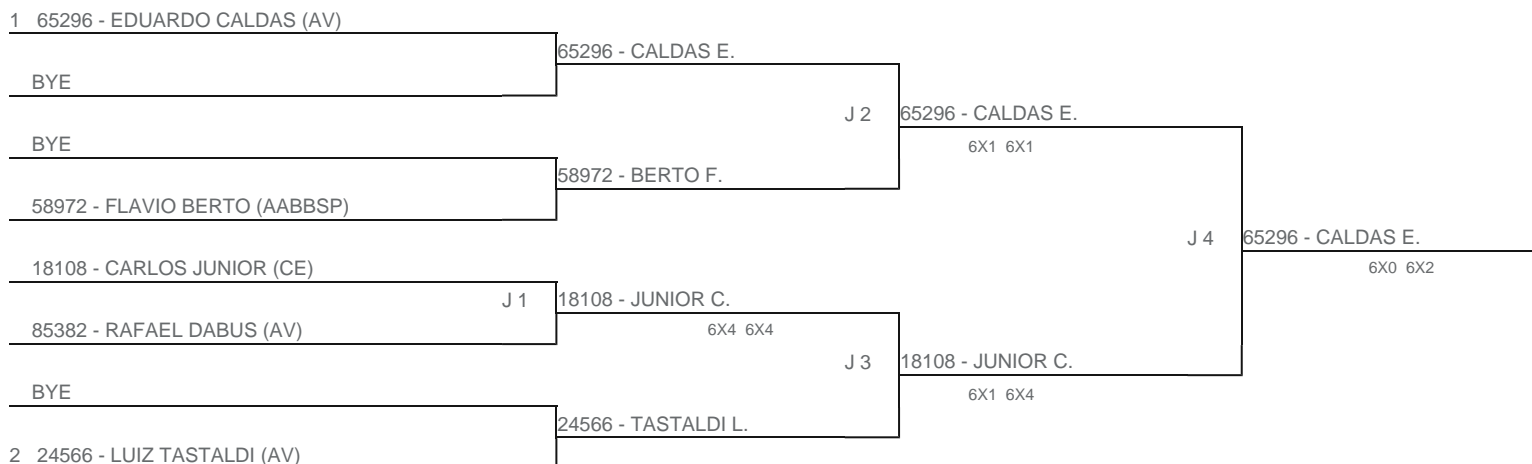 1 65296 - EDUARDO CALDAS (AV)
65296 - CALDAS E.
BYE
J 2
65296 - CALDAS E.
6X1 6X1
BYE
58972 - BERTO F.
58972 - FLAVIO BERTO (AABBSP)
J 4
65296 - CALDAS E.
6X0 6X2
18108 - CARLOS JUNIOR (CE)
J 1
18108 - JUNIOR C.
6X4 6X4
85382 - RAFAEL DABUS (AV)
J 3
18108 - JUNIOR C.
6X1 6X4
BYE
24566 - TASTALDI L.
2 24566 - LUIZ TASTALDI (AV)